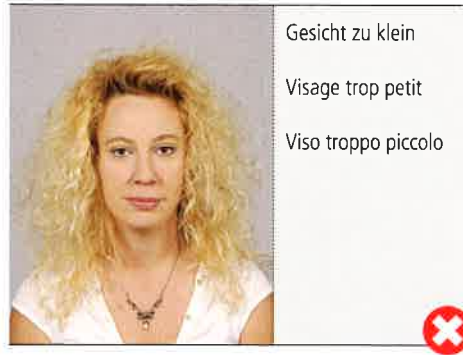 Gesicht zu klein
Visage trop petit
Viso troppo piccolo